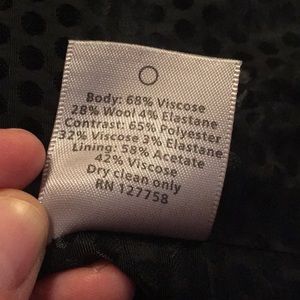 Body: 68% Viscose
28% Wool 4% Elastane
Contrast: 65% Polyester
32% Viscose 3% Elastane
Lining: 58% Acetate
42% Viscose
Dry clean only
RN 127758